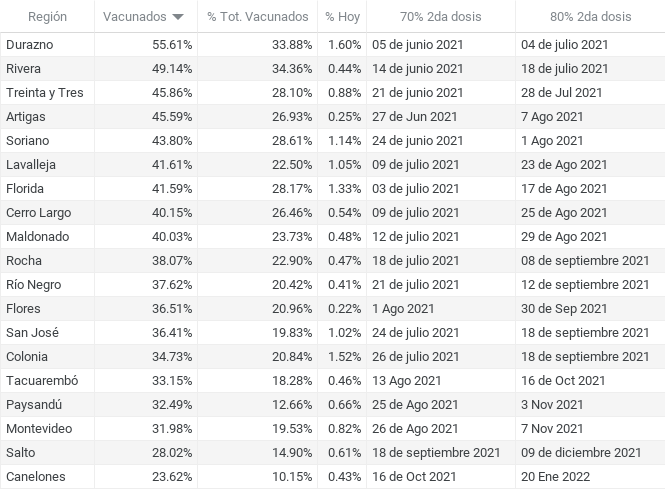 Región Vacunados % Tot. Vacunados % Hoy 70% 2da dosis 80% 2da dosis
Durazno 55.61% 33.88% 1.60% 05 de junio 2021 04 de julio 2021
Rivera 49.14% 34.36% 0.44% 14 de junio 2021 18 de julio 2021
Treinta y Tres 45.86% 28.10% 0.88% 21 de junio 2021 28 de Jul 2021
Artigas 45.59% 26.93% 0.25% 27 de Jun 2021 7 Ago 2021
Soriano 43.80% 28.61% 1.14% 24 de junio 2021 1 Ago 2021
Lavalleja 41.61% 22.50% 1.05% 09 de julio 2021 23 de Ago 2021
Florida 41.59% 28.17% 1.33% 03 de julio 2021 17 de Ago 2021
Cerro Largo 40.15% 26.46% 0.54% 09 de julio 2021 25 de Ago 2021
Maldonado 40.03% 23.73% 0.48% 12 de julio 2021 29 de Ago 2021
Rocha 38.07% 22.90% 0.47% 18 de julio 2021 08 de septiembre 2021
Río Negro 37.62% 20.42% 0.41% 21 de julio 2021 12 de septiembre 2021
Flores 36.51% 20.96% 0.22% 1 Ago 2021 30 de Sep 2021
San José 36.41% 19.83% 1.02% 24 de julio 2021 18 de septiembre 2021
Colonia 34.73% 20.84% 1.52% 26 de julio 2021 18 de septiembre 2021
Tacuarembó 33.15% 18.28% 0.46% 13 Ago 2021 16 de Oct 2021
Paysandú 32.49% 12.66% 0.66% 25 de Ago 2021 3 Nov 2021
Montevideo 31.98% 19.53% 0.82% 26 de Ago 2021 7 Nov 2021
Salto 28.02% 14.90% 0.61% 18 de septiembre 2021 09 de diciembre 2021
Canelones 23.62% 10.15% 0.43% 16 de Oct 2021 20 Ene 2022